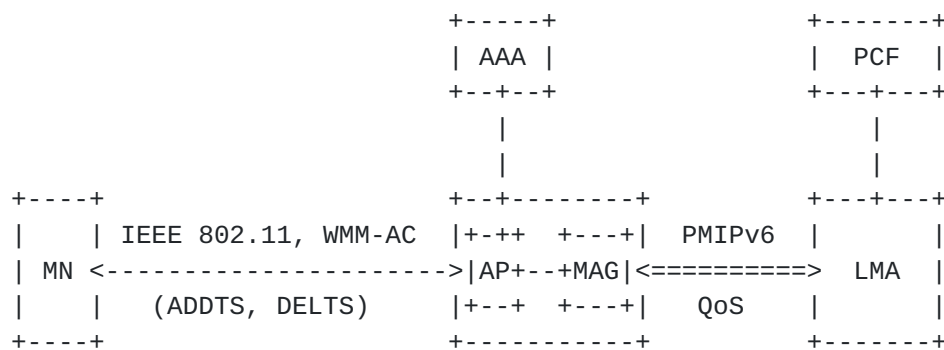 +-----+               +-------+
                          | AAA |               |  PCF  |
                          +--+--+               +---+---+
                             |                      |
                             |                      |
+----+                    +--+--------+         +---+---+
|    | IEEE 802.11, WMM-AC  |+-++  +---+|  PMIPv6  |       |
| MN <---------------------->|AP+--+MAG|<==========>  LMA  |
|    |   (ADDTS, DELTS)     |+--+  +---+|   QoS    |       |
+----+                    +-----------+         +-------+